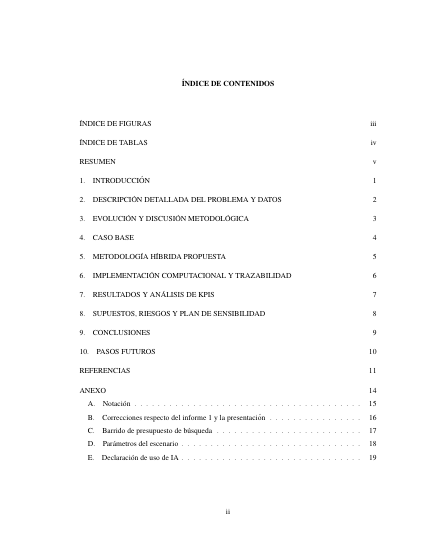 ÍNDICE DE CONTENIDOS
ÍNDICE DE FIGURAS iii
ÍNDICE DE TABLAS iv
RESUMEN v
1. INTRODUCCIÓN 1
2. DESCRIPCIÓN DETALLADA DEL PROBLEMA Y DATOS 2
3. EVOLUCIÓN Y DISCUSIÓN METODOLÓGICA 3
4. CASO BASE 4
5. METODOLOGÍA HÍBRIDA PROPUESTA 5
6. IMPLEMENTACIÓN COMPUTACIONAL Y TRAZABILIDAD 6
7. RESULTADOS Y ANÁLISIS DE KPIS 7
8. SUPUESTOS, RIESGOS Y PLAN DE SENSIBILIDAD 8
9. CONCLUSIONES 9
10. PASOS FUTUROS 10
REFERENCIAS 11
ANEXO 14
A. Notación . . . . . . . . . . . . . . . . . . . . . . . . . . . . . . 15
B. Correcciones respecto del informe 1 y la presentación . . . . . . . . . . . . 16
C. Barrido de presupuesto de búsqueda . . . . . . . . . . . . . . . . . . . 17
D. Parámetros del escenario . . . . . . . . . . . . . . . . . . . . . . . . 18
E. Declaración de uso de IA . . . . . . . . . . . . . . . . . . . . . . . . 19
ii